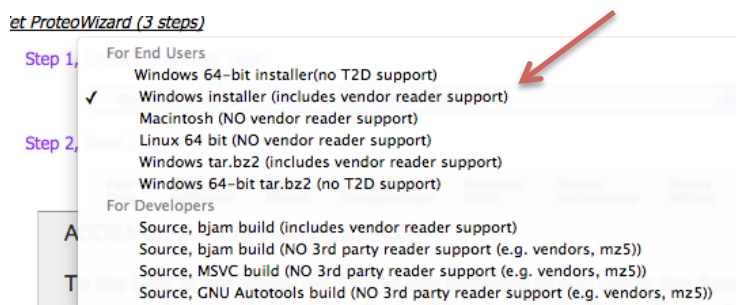 et ProteoWizard (3 steps)
Step 1,
For End Users
Windows 64-bit installer(no T2D support)
✓ Windows installer (includes vendor reader support)
Macintosh (NO vendor reader support)
Linux 64 bit (NO vendor reader support)
Step 2,
Windows tar.bz2 (includes vendor reader support)
Windows 64-bit tar.bz2 (no T2D support)
For Developers
Source, bjam build (includes vendor reader support)
A
Source, bjam build (NO 3rd party reader support (e.g. vendors, mz5))
Source, MSVC build (NO 3rd party reader support (e.g. vendors, mz5))
T
Source, GNU Autotools build (NO 3rd party reader support (e.g. vendors, mz5))